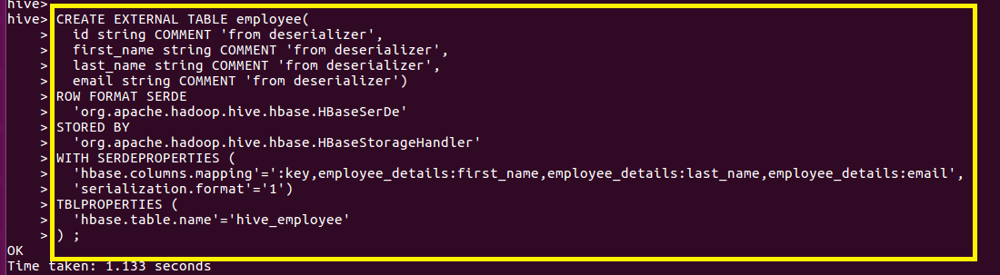 hive>
hive> CREATE EXTERNAL TABLE employee(
> id string COMMENT 'from deserializer',
> first_name string COMMENT 'from deserializer',
> last_name string COMMENT 'from deserializer',
> email string COMMENT 'from deserializer')
> ROW FORMAT SERDE
> 'org.apache.hadoop.hive.hbase.HBaseSerDe'
> STORED BY
> 'org.apache.hadoop.hive.hbase.HBaseStorageHandler'
> WITH SERDEPROPERTIES (
> 'hbase.columns.mapping'=':key,employee_details:first_name,employee_details:last_name,employee_details:email',
> 'serialization.format'='1')
> TBLPROPERTIES (
> 'hbase.table.name'='hive_employee'
> ) ;
OK
Time taken: 1.133 seconds